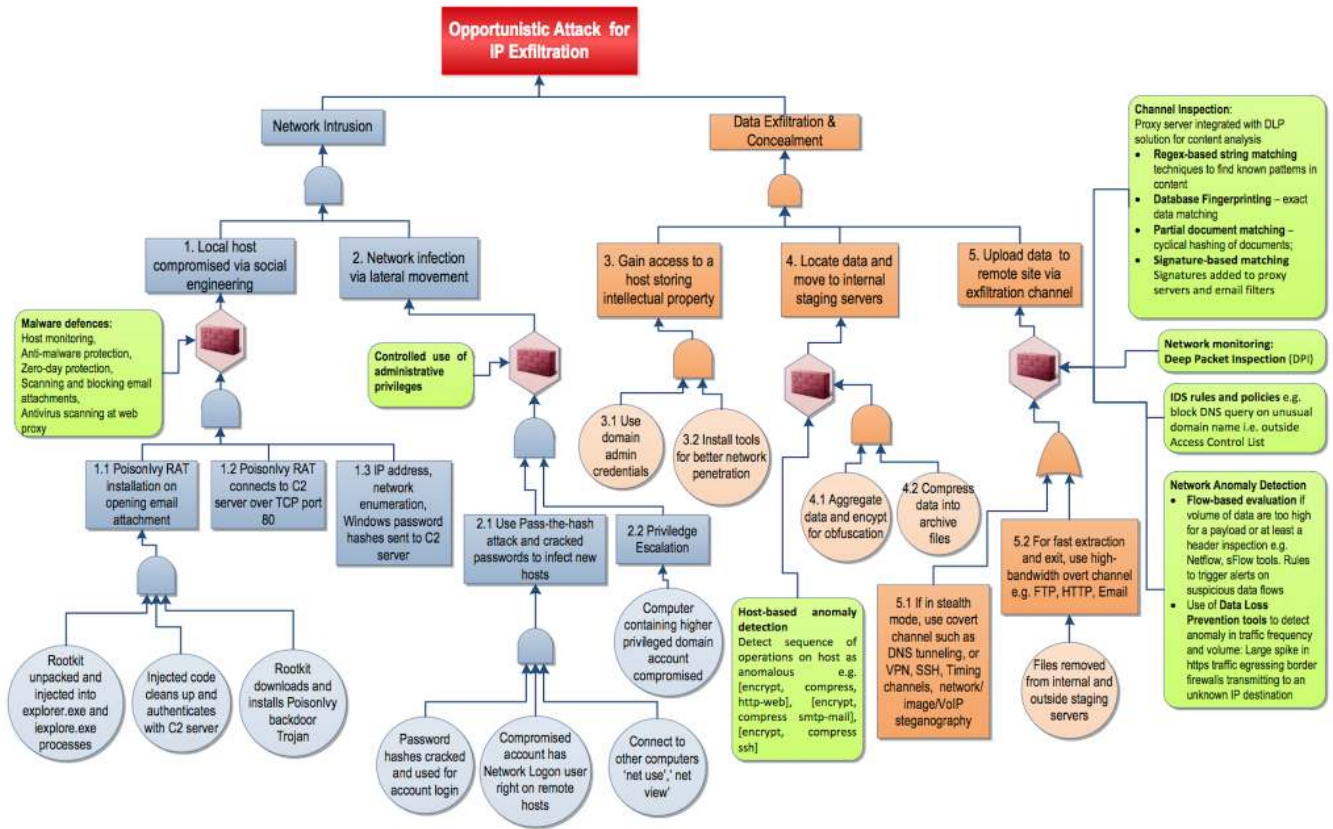 Opportunistic Attack for
IP Exfiltration
Network Intrusion
Data Exfiltration &
Concealment
1. Local host
compromised via social
engineering
2. Network infection
via lateral movement
3. Gain access to a
host storing
intellectual property
4. Locate data and
move to internal
staging servers
5. Upload data to
remote site via
exfiltration channel
Channel Inspection:
Proxy server integrated with DLP
solution for content analysis
• Regex-based string matching
techniques to find known patterns in
content
• Database Fingerprinting – exact
data matching
• Partial document matching –
cyclical hashing of documents;
• Signature-based matching
Signatures added to proxy
servers and email filters
Malware defences:
Host monitoring,
Anti-malware protection,
Zero-day protection,
Scanning and blocking email
attachments,
Antivirus scanning at web
proxy
Controlled use of
administrative
privileges
Network monitoring:
Deep Packet Inspection (DPI)
IDS rules and policies e.g.
block DNS query on unusual
domain name i.e. outside
Access Control List
3.1 Use
domain
admin
credentials
3.2 Install tools
for better network
penetration
1.1 PoisonIvy RAT
installation on
opening email
attachment
1.2 PoisonIvy RAT
connects to C2
server over TCP port
80
1.3 IP address,
network
enumeration,
Windows password
hashes sent to C2
server
2.1 Use Pass-the-hash
attack and cracked
passwords to infect new
hosts
2.2 Priviledge
Escalation
4.1 Aggregate
data and encypt
for obfuscation
4.2 Compress
data into
archive
files
5.2 For fast extraction
and exit, use high-
bandwidth overt channel
e.g. FTP, HTTP, Email
Network Anomaly Detection
• Flow-based evaluation if
volume of data are too high
for a payload or at least a
header inspection e.g.
Netflow, sFlow tools. Rules
to trigger alerts on
suspicious data flows
• Use of Data Loss
Prevention tools to detect
anomaly in traffic frequency
and volume: Large spike in
https traffic egressing border
firewalls transmitting to an
unknown IP destination
Rootkit
unpacked and
injected into
explorer.exe and
iexplore.exe
processes
Injected code
cleans up and
authenticates
with C2 server
Rootkit
downloads and
installs PoisonIvy
backdoor
Trojan
Computer
containing higher
privileged domain
account
compromised
Host-based anomaly
detection
Detect sequence of
operations on host as
anomalous e.g.
[encrypt, compress,
http-web], [encrypt,
compress smtp-mail],
[encrypt, compress
ssh]
5.1 If in stealth
mode, use covert
channel such as
DNS tunneling, or
VPN, SSH, Timing
channels, network/
image/VoIP
steganography
Files removed
from internal and
outside staging
servers
Password
hashes cracked
and used for
account login
Compromised
account has
Network Logon user
right on remote
hosts
Connect to
other computers
‘net use’,’ net
view’